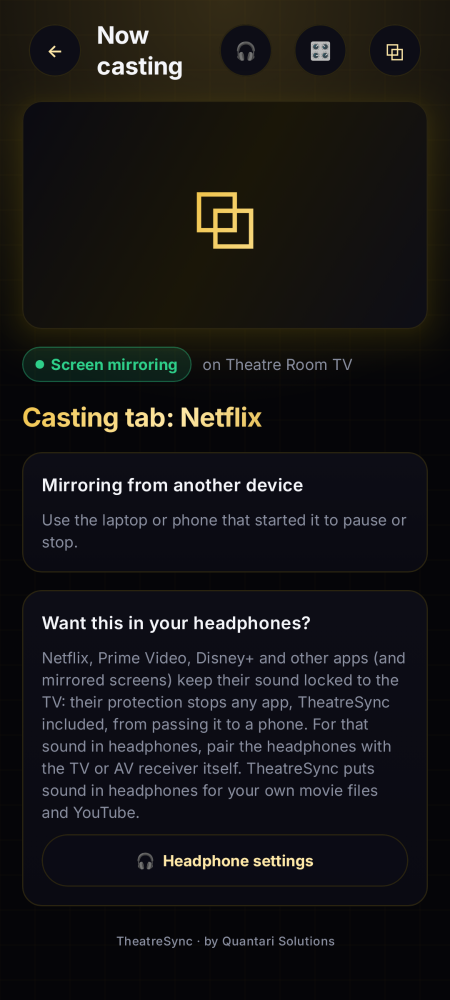 Now
casting
Screen mirroring on Theatre Room TV
Casting tab: Netflix
Mirroring from another device
Use the laptop or phone that started it to pause or
stop.
Want this in your headphones?
Netflix, Prime Video, Disney+ and other apps (and
mirrored screens) keep their sound locked to the
TV: their protection stops any app, TheatreSync
included, from passing it to a phone. For that
sound in headphones, pair the headphones with
the TV or AV receiver itself. TheatreSync puts
sound in headphones for your own movie files
and YouTube.
Headphone settings
TheatreSync · by Quantari Solutions